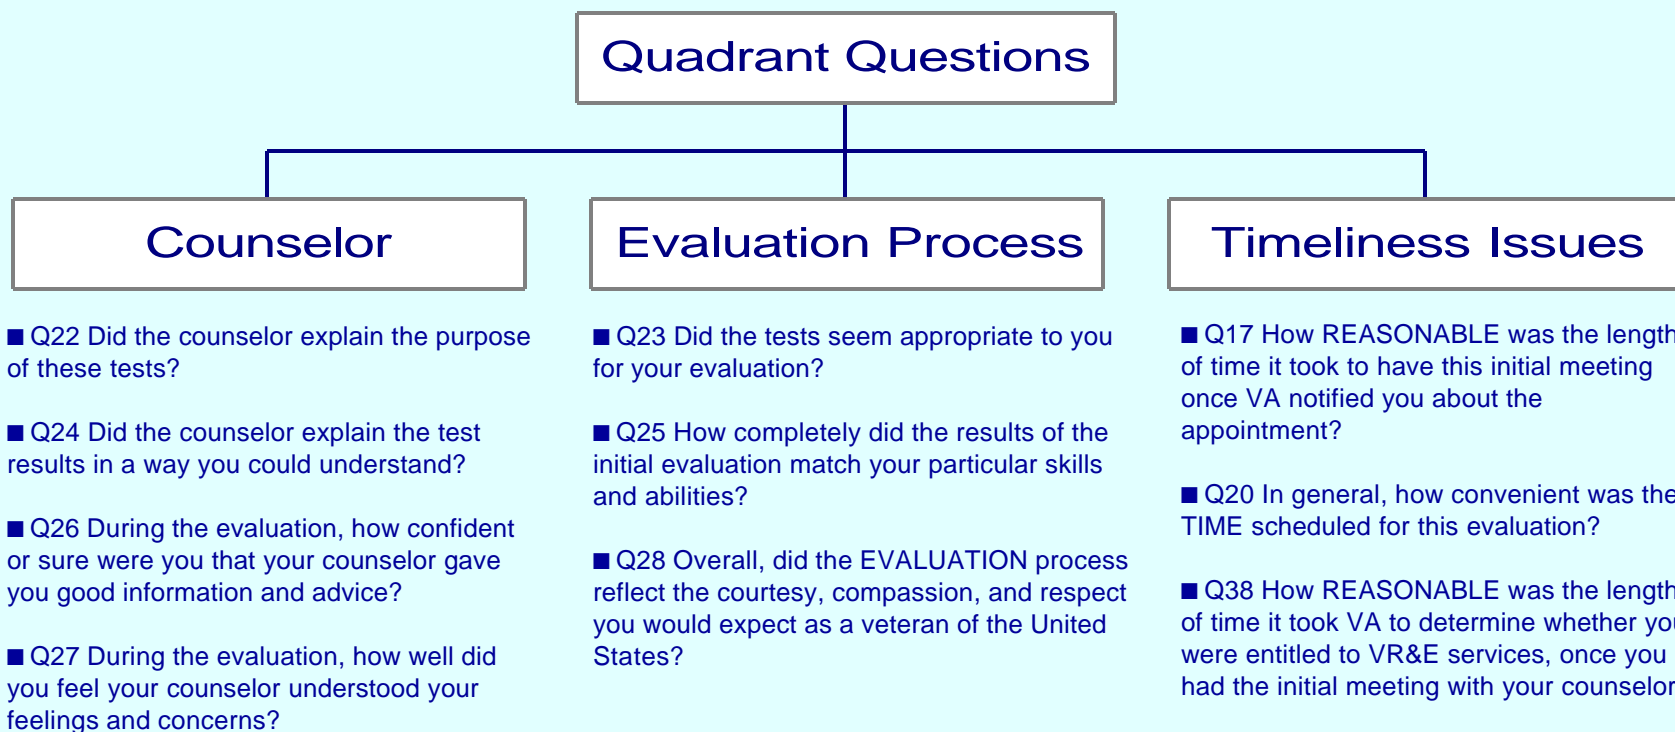 Quadrant Questions
Counselor
■ Q22 Did the counselor explain the purpose
of these tests?
■ Q24 Did the counselor explain the test
results in a way you could understand?
■ Q26 During the evaluation, how confident
or sure were you that your counselor gave
you good information and advice?
■ Q27 During the evaluation, how well did
you feel your counselor understood your
feelings and concerns?
Evaluation Process
■ Q23 Did the tests seem appropriate to you
for your evaluation?
■ Q25 How completely did the results of the
initial evaluation match your particular skills
and abilities?
■ Q28 Overall, did the EVALUATION process
reflect the courtesy, compassion, and respect
you would expect as a veteran of the United
States?
Timeliness Issues
■ Q17 How REASONABLE was the length
of time it took to have this initial meeting
once VA notified you about the
appointment?
■ Q20 In general, how convenient was the
TIME scheduled for this evaluation?
■ Q38 How REASONABLE was the length
of time it took VA to determine whether you
were entitled to VR&E services, once you
had the initial meeting with your counselor